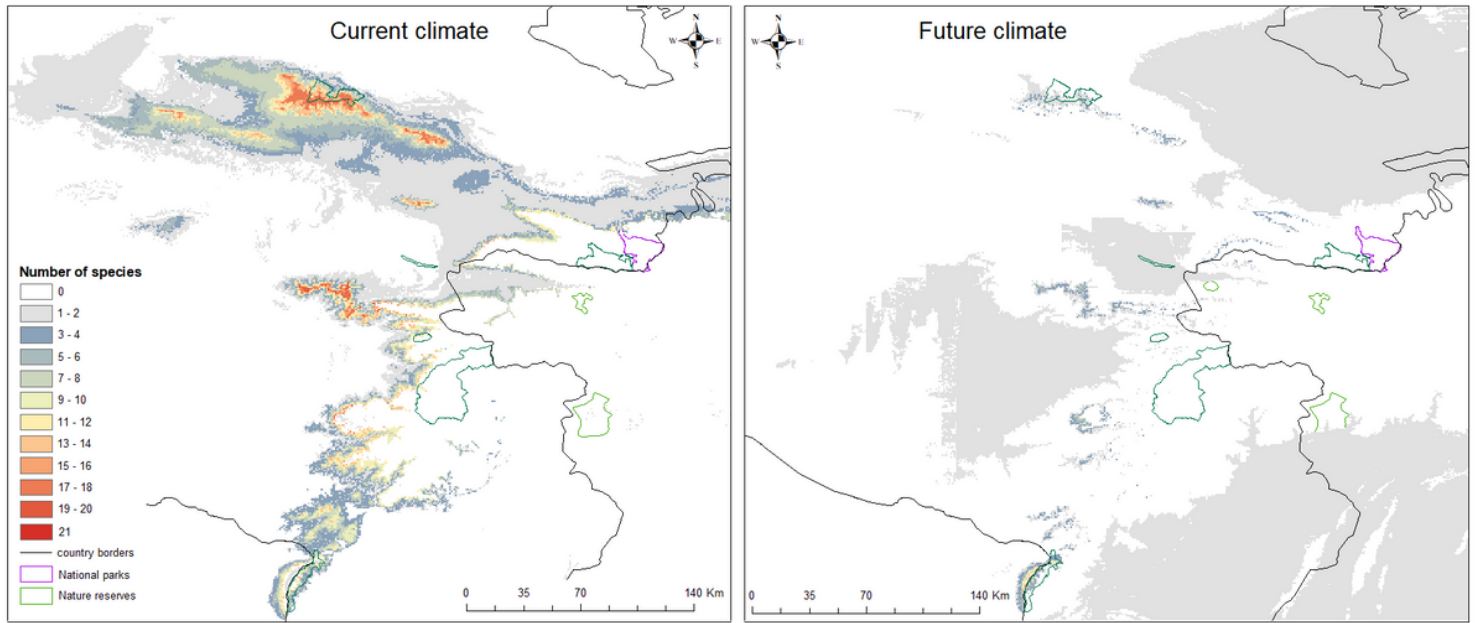 Current climate
N
W E
S
Number of species
0
1 - 2
3 - 4
5 - 6
7 - 8
9 - 10
11 - 12
13 - 14
15 - 16
17 - 18
19 - 20
21
country borders
National parks
Nature reserves
0 35 70 140 Km
Future climate
N
W E
S
0 35 70 140 Km